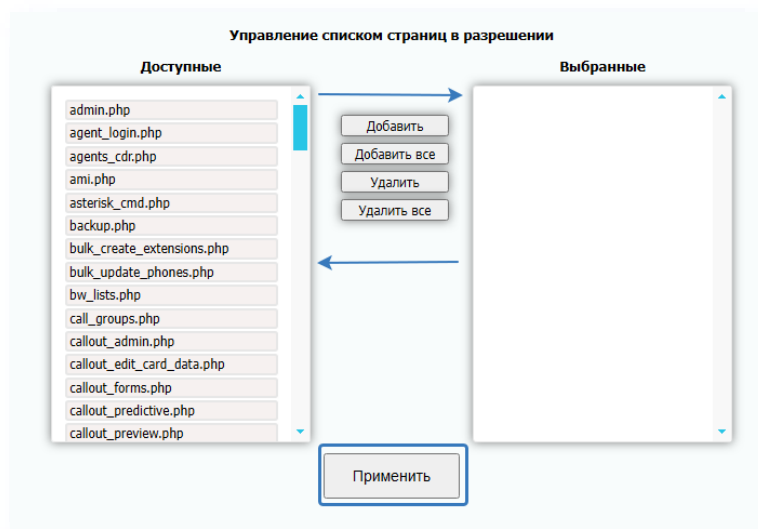 Управление списком страниц в разрешении
Доступные
Выбранные
admin.php
agent_login.php
agents_cdr.php
ami.php
asterisk_cmd.php
backup.php
bulk_create_extensions.php
bulk_update_phones.php
bw_lists.php
call_groups.php
callout_admin.php
callout_edit_card_data.php
callout_forms.php
callout_predictive.php
callout_preview.php
Добавить
Добавить все
Удалить
Удалить все
Применить